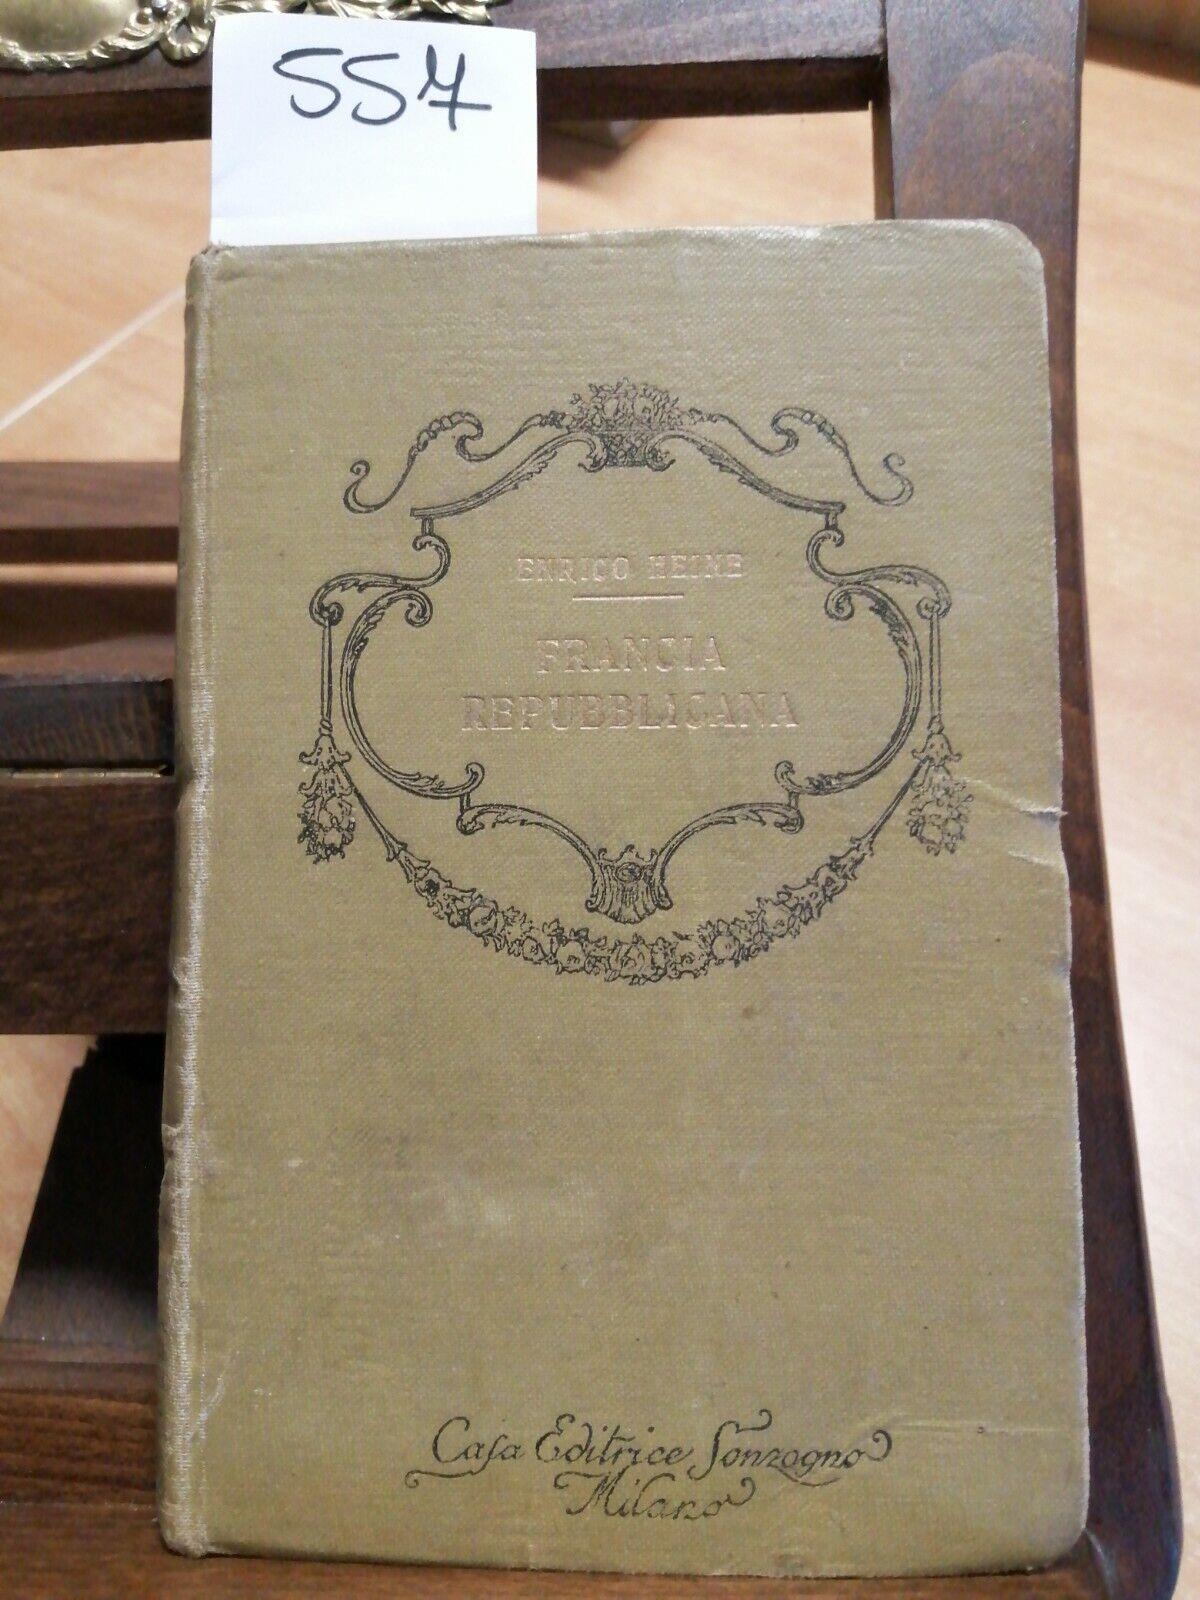 557
ENRICO HEINE
FRANCIA
REPUBBLICANA
Casa Editrice Sonzogno
Milano